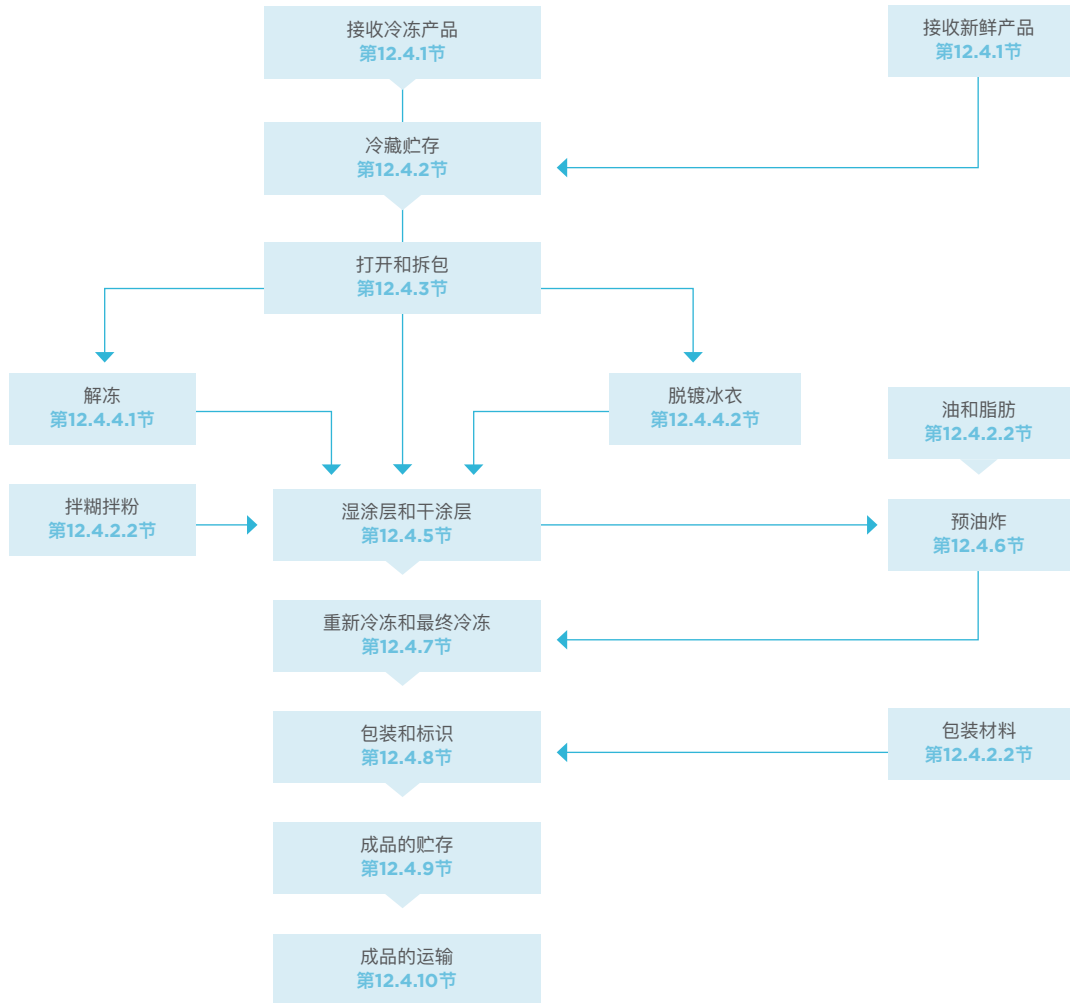 接收冷冻产品
第12.4.1节
接收新鲜产品
第12.4.1节
冷藏贮存
第12.4.2节
打开和拆包
第12.4.3节
解冻
第12.4.4.1节
脱镀冰衣
第12.4.4.2节
油和脂肪
第12.4.2.2节
拌糊拌粉
第12.4.2.2节
湿涂层和干涂层
第12.4.5节
预油炸
第12.4.6节
重新冷冻和最终冷冻
第12.4.7节
包装和标识
第12.4.8节
包装材料
第12.4.2.2节
成品的贮存
第12.4.9节
成品的运输
第12.4.10节